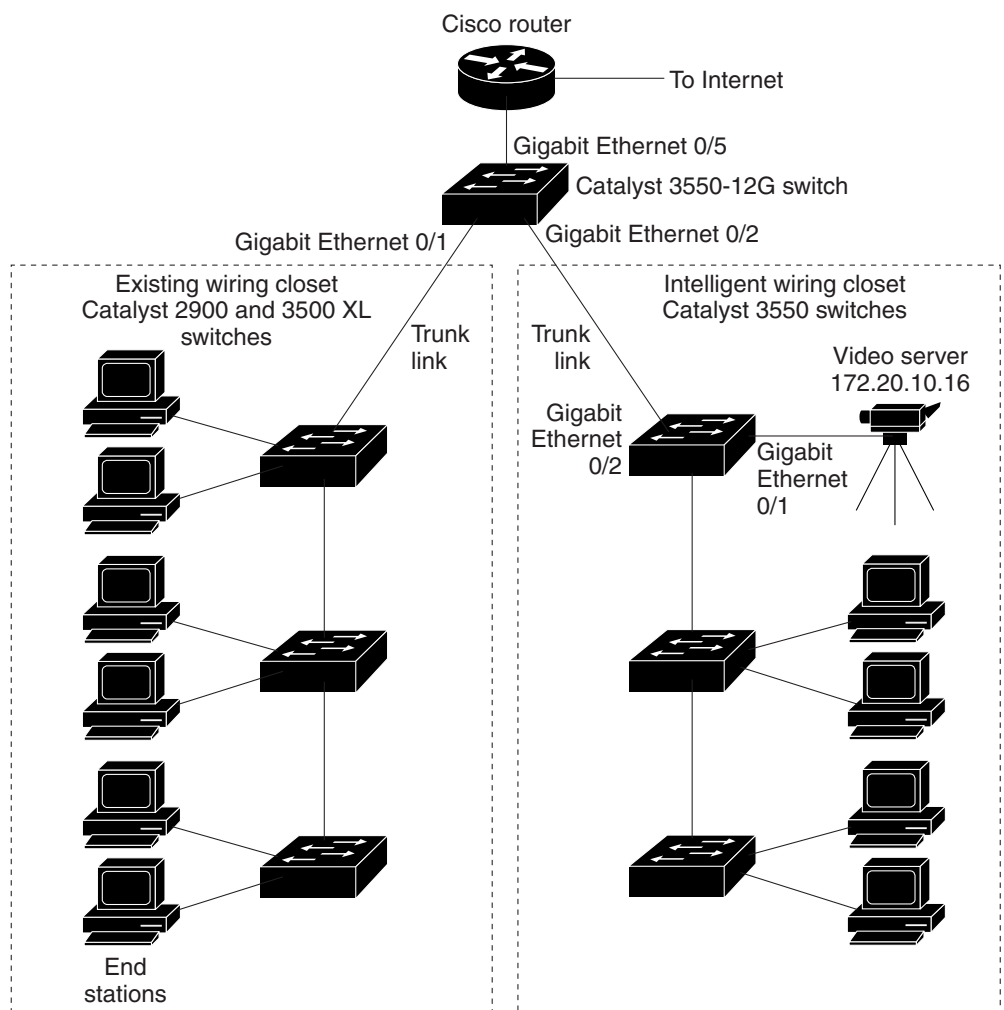 Cisco router
To Internet
Gigabit Ethernet 0/5
Catalyst 3550-12G switch
Gigabit Ethernet 0/1
Gigabit Ethernet 0/2
Existing wiring closet
Catalyst 2900 and 3500 XL
switches
Intelligent wiring closet
Catalyst 3550 switches
Trunk
link
Trunk
link
Video server
172.20.10.16
Gigabit
Ethernet
0/2
Gigabit
Ethernet
0/1
End
stations